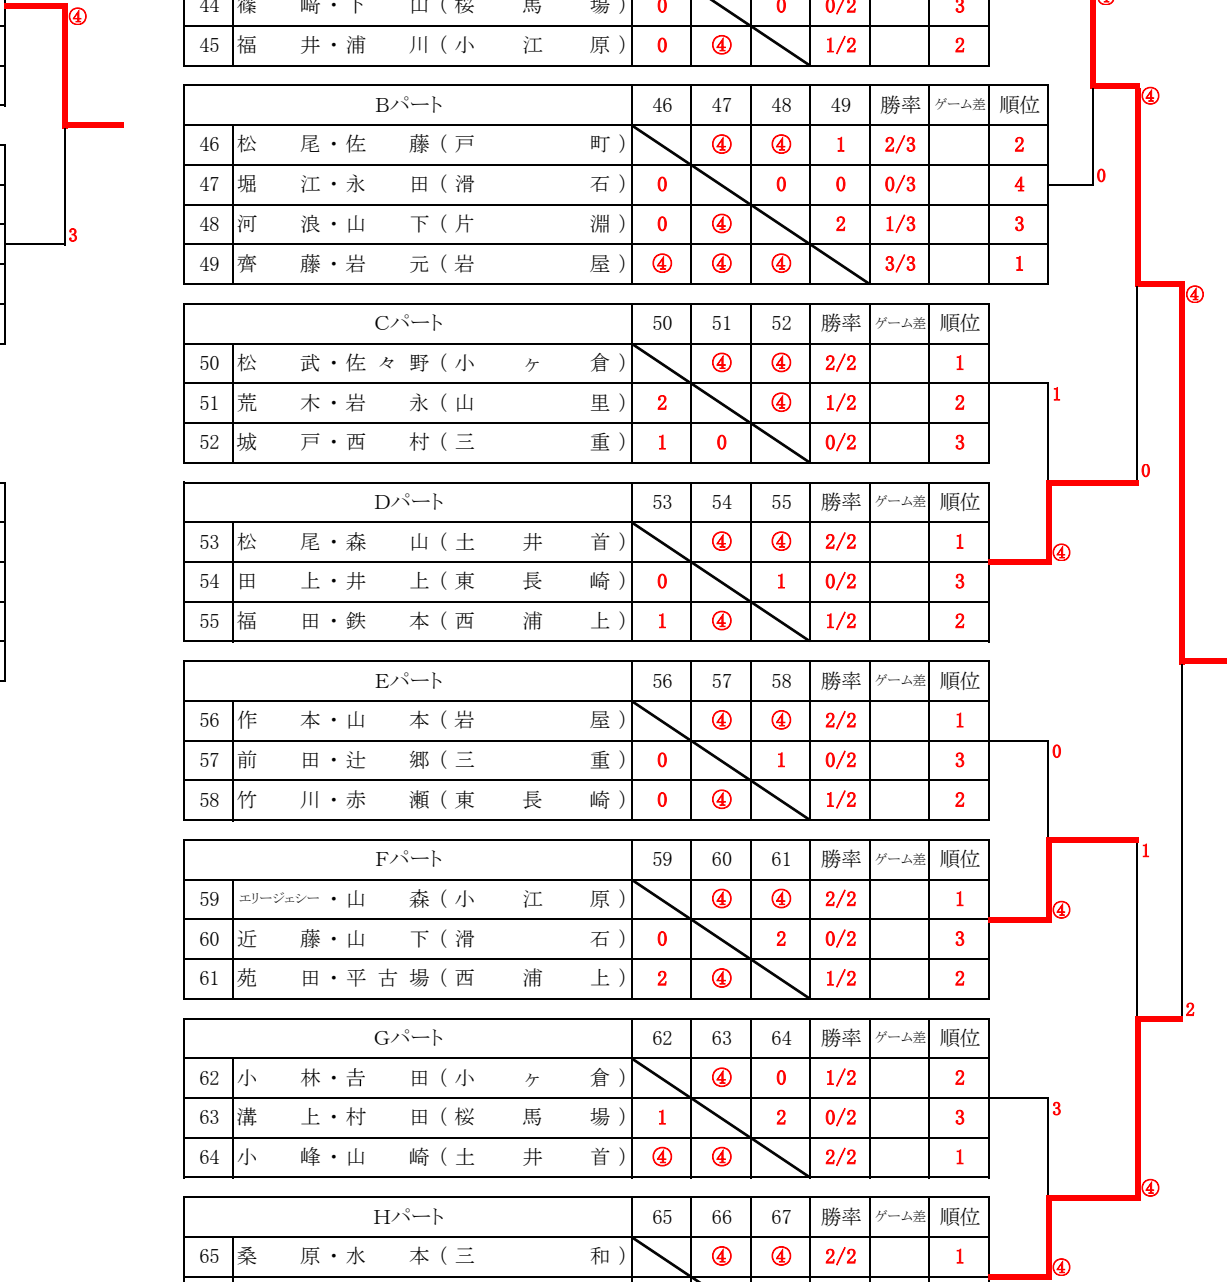 ④
3
44 篠 﨑・下 山（桜 馬 場） 0 0 0/2 3
45 福 井・浦 川（小 江 原） 0 ④ 1/2 2
Bパート 46 47 48 49 勝率 ゲーム差 順位
46 松 尾・佐 藤（戸 町） ④ ④ 1 2/3 2
47 堀 江・永 田（滑 石） 0 0 0 0/3 4
48 河 浪・山 下（片 淵） 0 ④ 2 1/3 3
49 齊 藤・岩 元（岩 屋） ④ ④ ④ 3/3 1
Cパート 50 51 52 勝率 ゲーム差 順位
50 松 武・佐々野（小 ヶ 倉） ④ ④ 2/2 1
51 荒 木・岩 永（山 里） 2 ④ 1/2 2
52 城 戸・西 村（三 重） 1 0 0/2 3
Dパート 53 54 55 勝率 ゲーム差 順位
53 松 尾・森 山（土 井 首） ④ ④ 2/2 1
54 田 上・井 上（東 長 崎） 0 1 0/2 3
55 福 田・鉄 本（西 浦 上） 1 ④ 1/2 2
Eパート 56 57 58 勝率 ゲーム差 順位
56 作 本・山 本（岩 屋） ④ ④ 2/2 1
57 前 田・辻 郷（三 重） 0 1 0/2 3
58 竹 川・赤 瀬（東 長 崎） 0 ④ 1/2 2
Fパート 59 60 61 勝率 ゲーム差 順位
59 エリージェシー・山 森（小 江 原） ④ ④ 2/2 1
60 近 藤・山 下（滑 石） 0 2 0/2 3
61 苑 田・平古場（西 浦 上） 2 ④ 1/2 2
Gパート 62 63 64 勝率 ゲーム差 順位
62 小 林・𠮷 田（小 ヶ 倉） ④ 0 1/2 2
63 溝 上・村 田（桜 馬 場） 1 2 0/2 3
64 小 峰・山 崎（土 井 首） ④ ④ 2/2 1
Hパート 65 66 67 勝率 ゲーム差 順位
65 桑 原・水 本（三 和） ④ ④ 2/2 1
④
0
④
1
0
④
0
1
④
2
3
④
④